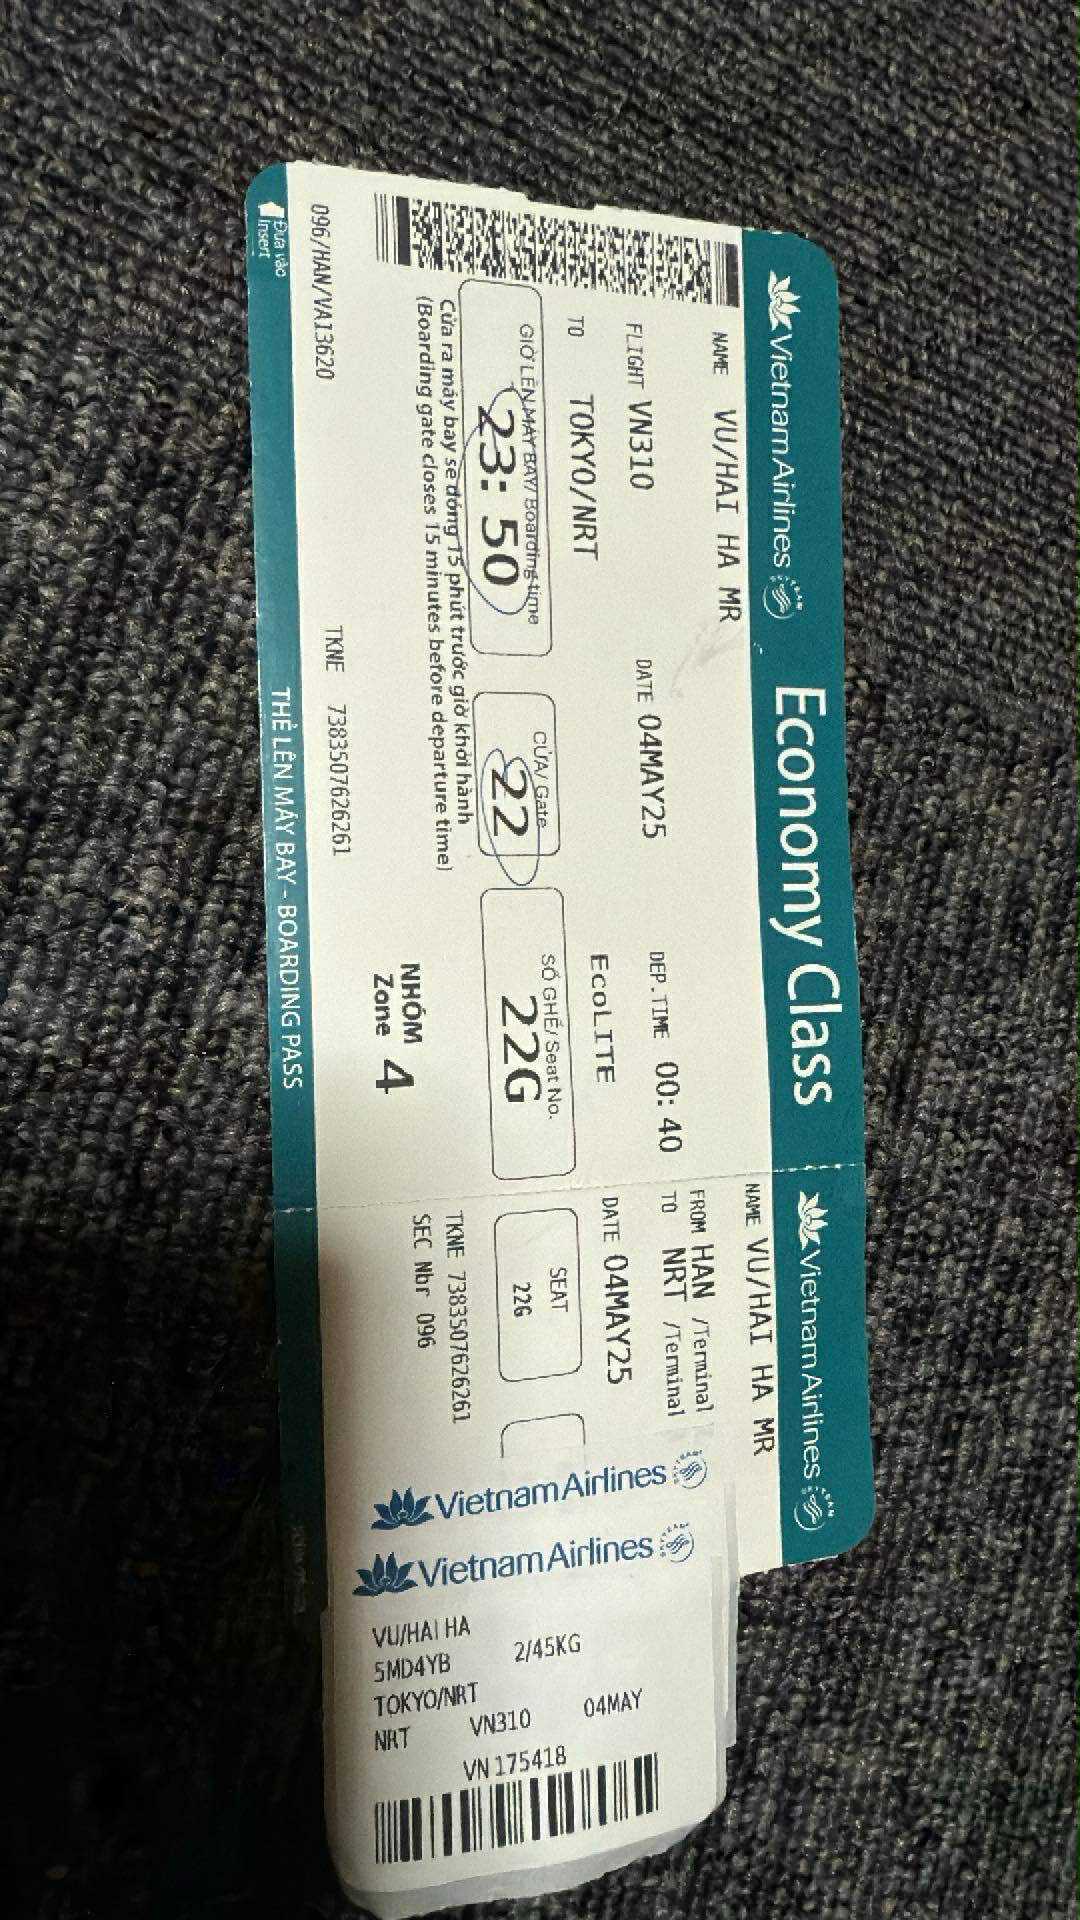 Vietnam Airlines SKYTEAM Economy Class
NAME VU/HAI HA MR
FLIGHT VN310 DATE 04MAY25 DEP.TIME 00:40
TO TOKYO/NRT EcoLITE
GIỜ LÊN MÁY BAY/ Boarding time
23:50
CỬA/ Gate
22
SỐ GHẾ/ Seat No.
22G
Cửa ra máy bay sẽ đóng 15 phút trước giờ khởi hành
(Boarding gate closes 15 minutes before departure time)
NHÓM
Zone 4
096/HAN/VA13620 TKNE 7383507626261
Đưa vào
Insert
THẺ LÊN MÁY BAY - BOARDING PASS
Vietnam Airlines SKYTEAM
NAME VU/HAI HA MR
FROM HAN /Terminal
TO NRT /Terminal
DATE 04MAY25
SEAT
22G
TKNE 7383507626261
SEC Nbr 096
Vietnam Airlines
Vietnam Airlines
VU/HAI HA
5MD4YB 2/45KG
TOKYO/NRT
NRT VN310 04MAY
VN 175418